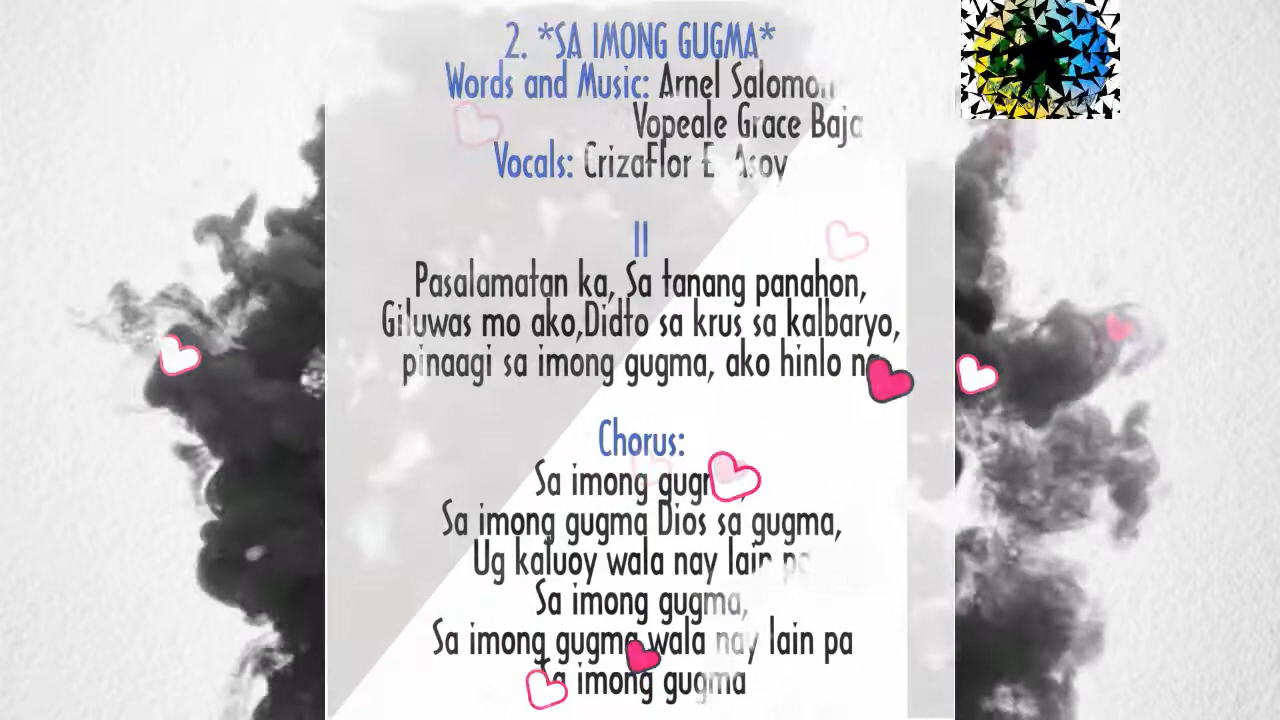 2. *SA IMONG GUGMA*
Words and Music: Arnel Salomon
Vopeale Grace Baja
Vocals: CrizaFlor E. Asoy
II
Pasalamatan ka, Sa tanang panahon,
Giluwas mo ako,Didto sa krus sa kalbaryo,
pinaagi sa imong gugma, ako hinlo na
Chorus:
Sa imong gugma,
Sa imong gugma Dios sa gugma,
Ug kaluoy wala nay lain pa
Sa imong gugma,
Sa imong gugma wala nay lain pa
Sa imong gugma